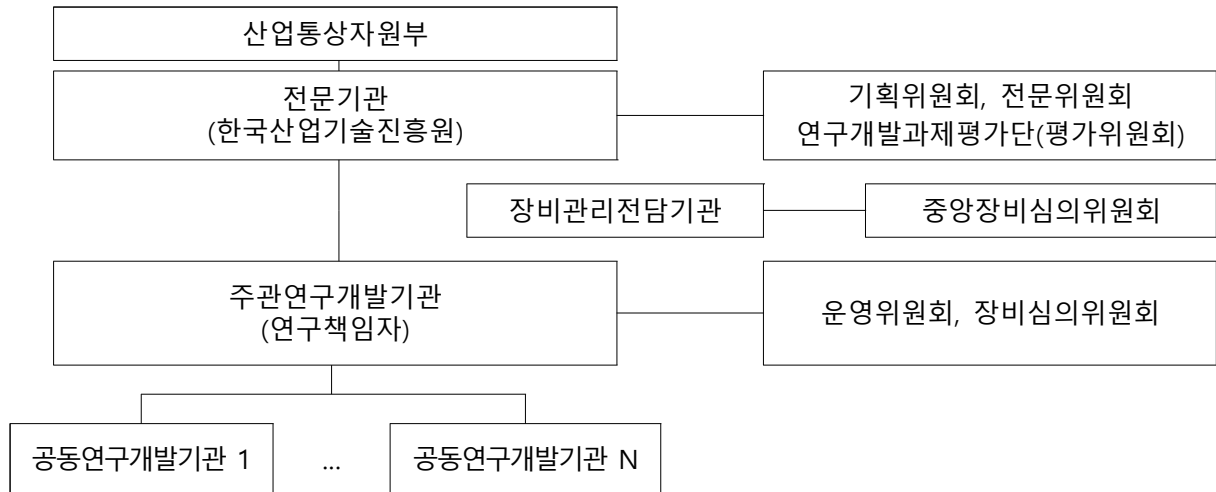 산업통상자원부
전문기관
(한국산업기술진흥원)
기획위원회, 전문위원회
연구개발과제평가단(평가위원회)
장비관리전담기관
중앙장비심의위원회
주관연구개발기관
(연구책임자)
운영위원회, 장비심의위원회
공동연구개발기관 1
...
공동연구개발기관 N